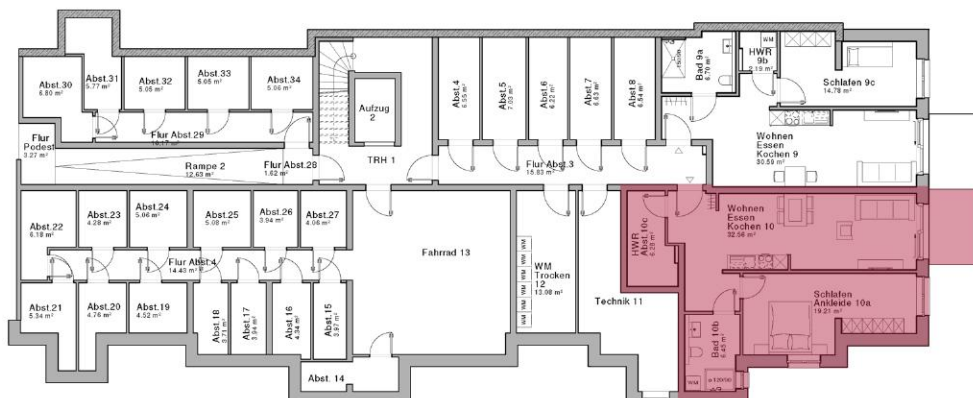 Abst.30
6.80 m²
Abst.31
5.77 m²
Abst.32
5.05 m²
Abst.33
5.05 m²
Abst.34
5.06 m²
Flur Abst.29
Flur
Podest
3.27 m²
Rampe 2
12.63 m²
Flur Abst.28
1.62 m²
Aufzug
2
TRH 1
Abst.4
Abst.5
7.03 m²
Abst.6
6.22 m²
Abst.7
6.63 m²
Abst.8
6.54 m²
Flur Abst.3
15.83 m²
Bad 9a
6.70 m²
WM
HWR
9b
2.19 m²
Schlafen 9c
14.78 m²
Wohnen
Essen
Kochen 9
30.59 m²
Abst.22
6.18 m²
Abst.23
4.28 m²
Abst.24
5.06 m²
Abst.25
5.08 m²
Abst.26
3.94 m²
Abst.27
4.06 m²
Flur Abst.4
14.43 m²
Abst.21
5.34 m²
Abst.20
4.76 m²
Abst.19
4.52 m²
Abst.18
3.71 m²
Abst.17
3.94 m²
Abst.16
4.34 m²
Abst.15
3.97 m²
Abst. 14
Fahrrad 13
WM
WM
WM
WM
WM
WM
WM
Trocken
12
13.08 m²
Technik 11
HWR
Abst.10c
6.28 m²
Wohnen
Essen
Kochen 10
32.56 m²
Schlafen
Ankleide 10a
19.21 m²
Bad 10b
6.45 m²
WM